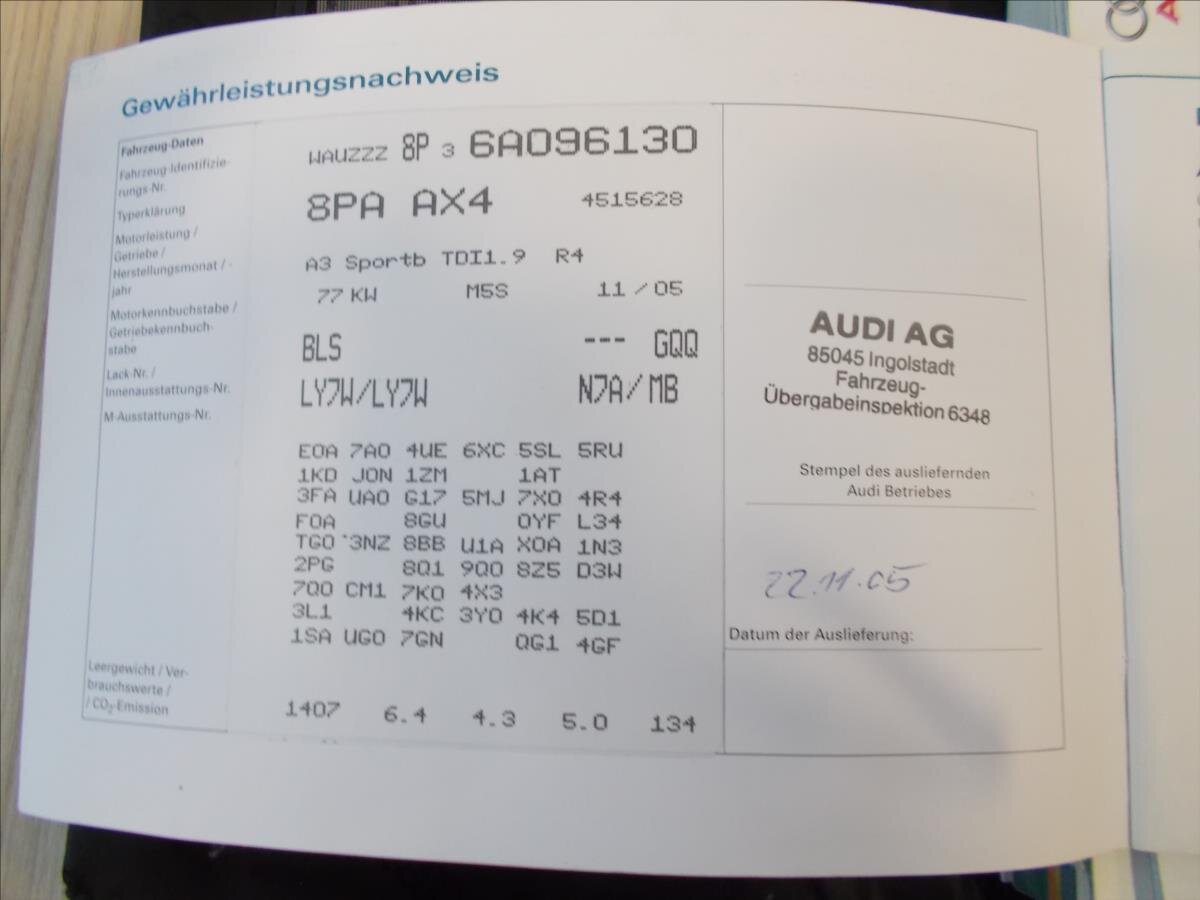 Gewährleistungsnachweis
Fahrzeug-Daten
Fahrzeug-Identifizie-
rungs-Nr.
Typerklärung
Motorleistung /
Getriebe /
Herstellungsmonat / -
jahr
Motorkennbuchstabe /
Getriebekennbuch-
stabe
Lack-Nr. /
Innenausstattungs-Nr.
M-Ausstattungs-Nr.
Leergewicht / Ver-
brauchswerte /
/ CO₂-Emission
WAUZZZ 8P 3 6A096130
8PA AX4 4515628
A3 Sportb TDI1.9 R4
77 KW M5S 11 / 05
BLS --- GQQ
LY7W/LY7W N7A/MB
E0A 7A0 4UE 6XC 5SL 5RU
1KD J0N 1ZM 1AT
3FA UA0 G17 5MJ 7X0 4R4
F0A 8GU 0YF L34
TG0 3NZ 8BB U1A X0A 1N3
2PG 8Q1 9Q0 8Z5 D3W
7Q0 CM1 7K0 4X3
3L1 4KC 3Y0 4K4 5D1
1SA UG0 7GN QG1 4GF
1407 6.4 4.3 5.0 134
AUDI AG
85045 Ingolstadt
Fahrzeug-
Übergabeinspektion 6348
Stempel des ausliefernden
Audi Betriebes
22.11.05
Datum der Auslieferung: